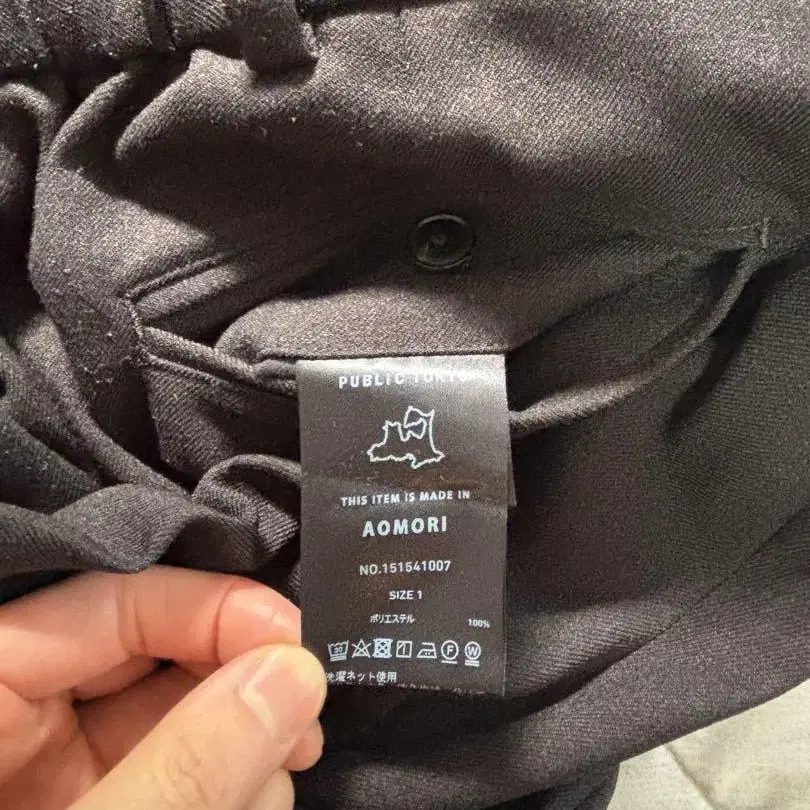 PUBLIC TOKYO
THIS ITEM IS MADE IN
AOMORI
NO.151541007
SIZE 1
ポリエステル 100%
30 F W
洗濯ネット使用